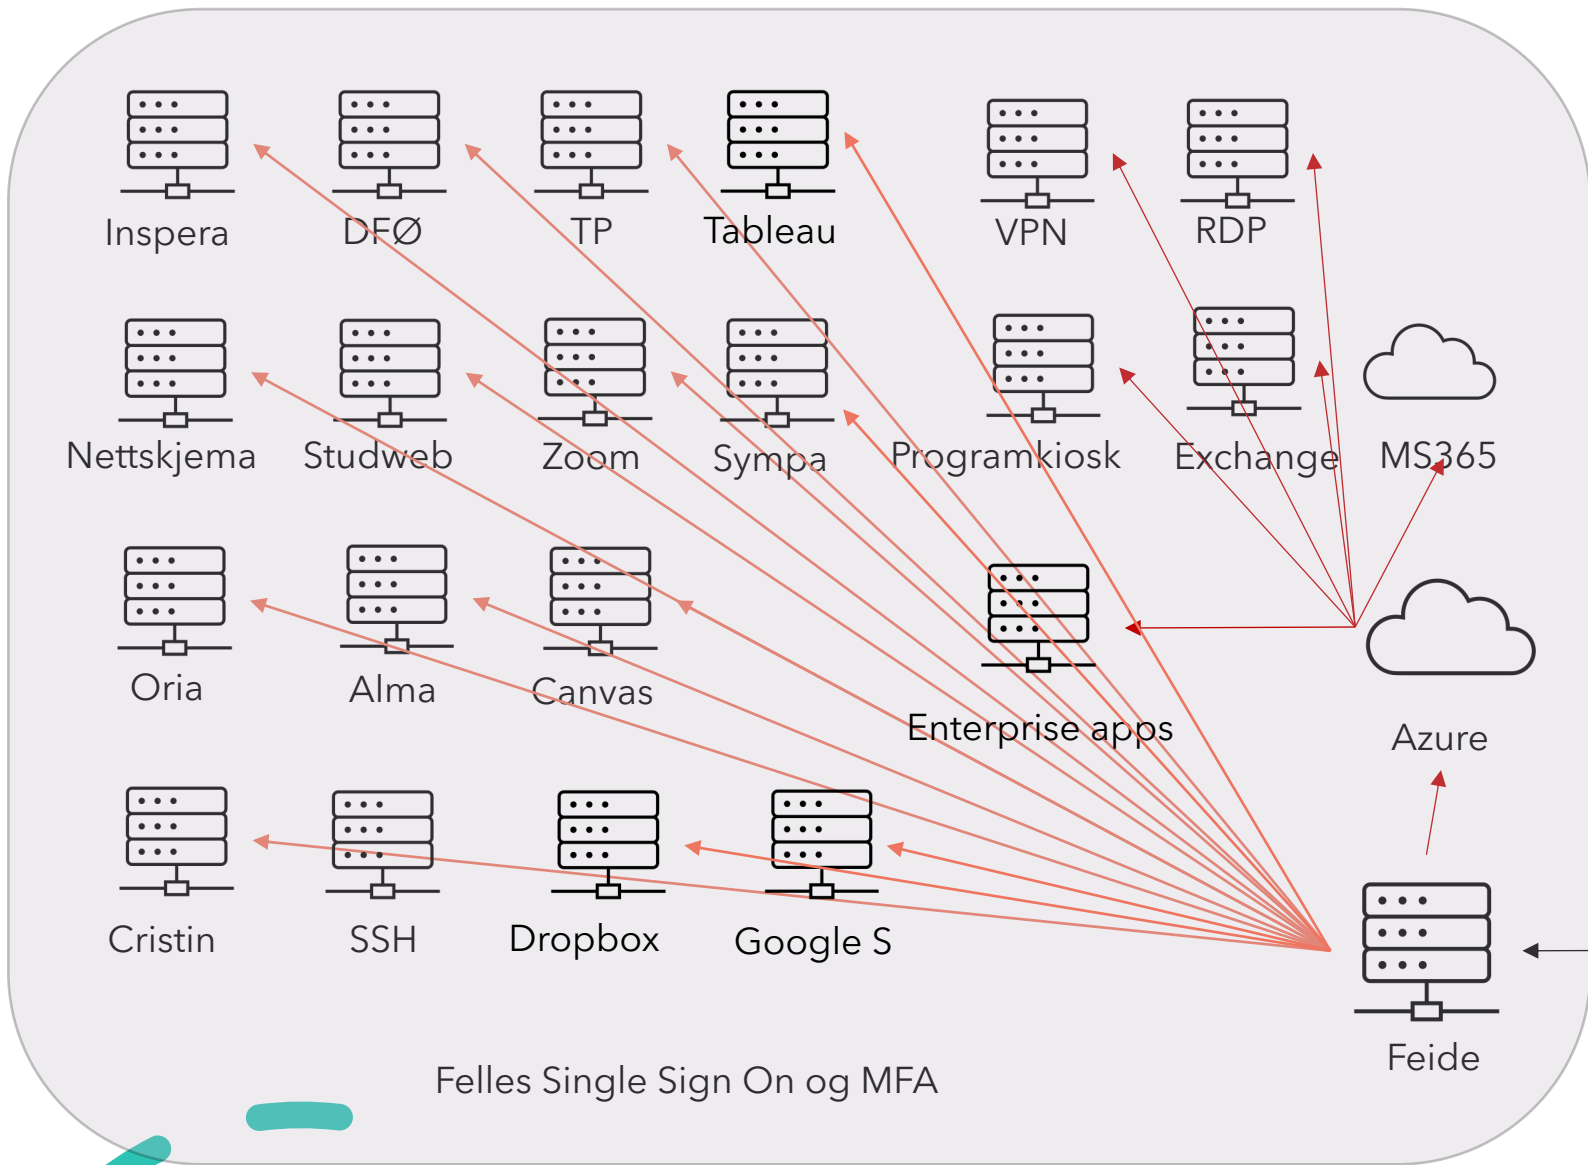 Inspera
DFØ
TP
Tableau
VPN
RDP
Nettskjema
Studweb
Zoom
Sympa
Programkiosk
Exchange
MS365
Oria
Alma
Canvas
Enterprise apps
Azure
Cristin
SSH
Dropbox
Google S
Feide
Felles Single Sign On og MFA